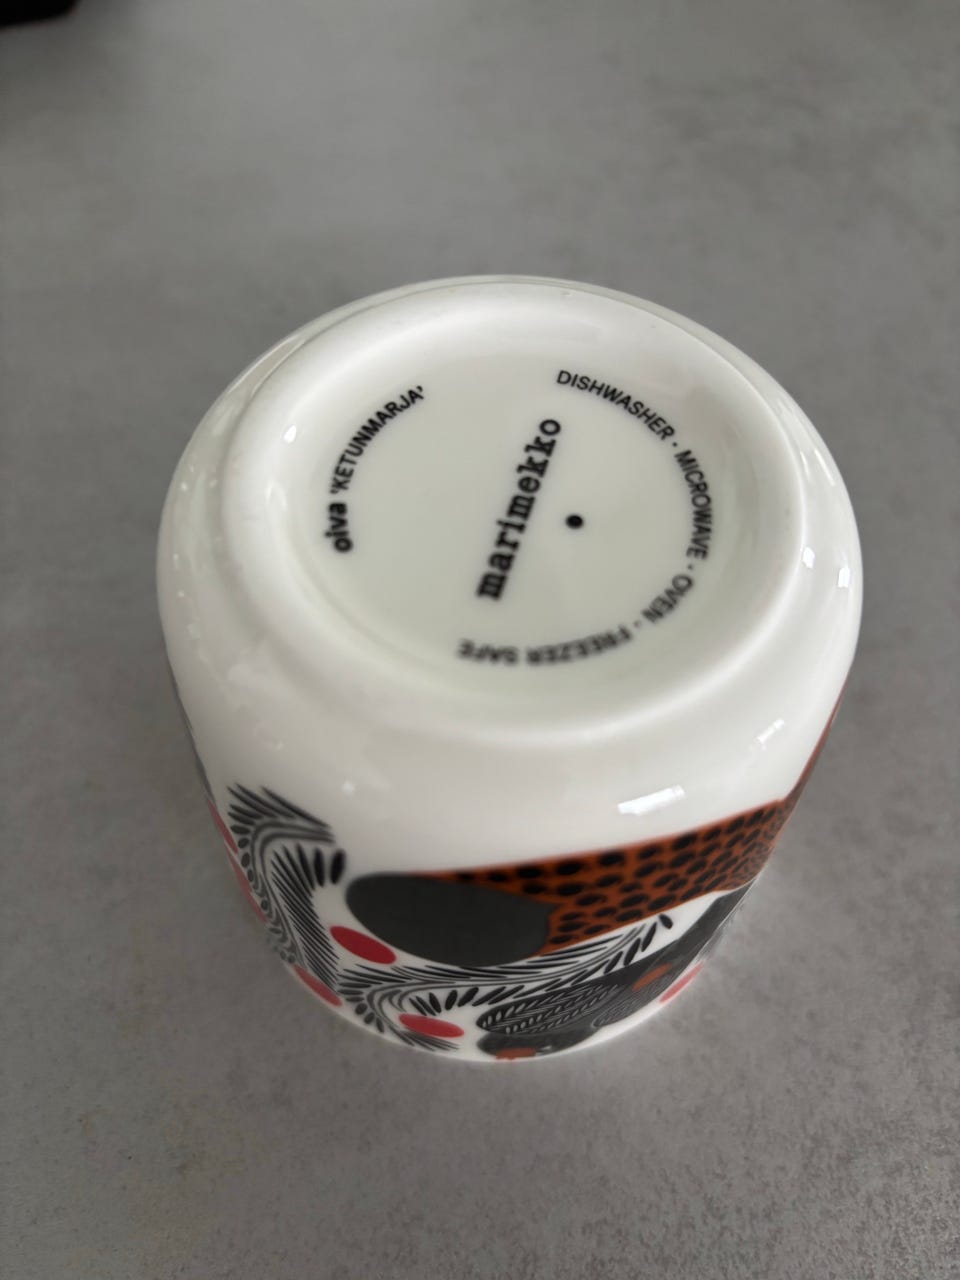 oiva 'KETUNMARJA'
marimekko
DISHWASHER · MICROWAVE · OVEN · FREEZER SAFE